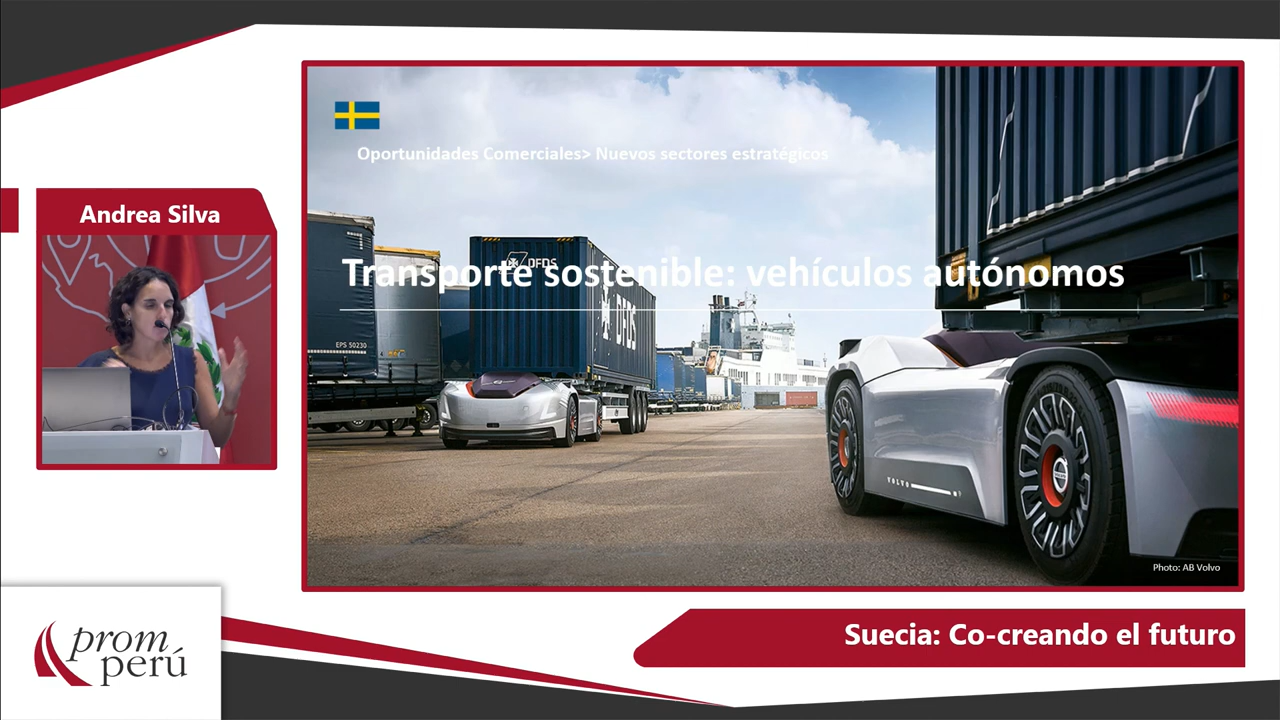 Andrea Silva
Oportunidades Comerciales> Nuevos sectores estratégicos
Transporte sostenible: vehículos autónomos
DFDS
DFDS
EPS 50230
VOLVO
Photo: AB Volvo
Suecia: Co-creando el futuro
prom
perú